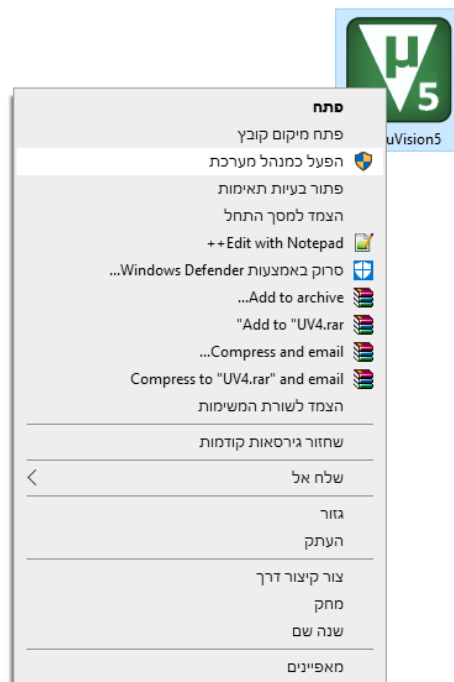 µ5
uVision5
פתח
פתח מיקום קובץ
הפעל כמנהל מערכת
פתור בעיות תאימות
הצמד למסך התחל
++Edit with Notepad
סרוק באמצעות Windows Defender...
...Add to archive
"Add to "UV4.rar
...Compress and email
Compress to "UV4.rar" and email
הצמד לשורת המשימות
שחזור גירסאות קודמות
שלח אל
גזור
העתק
צור קיצור דרך
מחק
שנה שם
מאפיינים